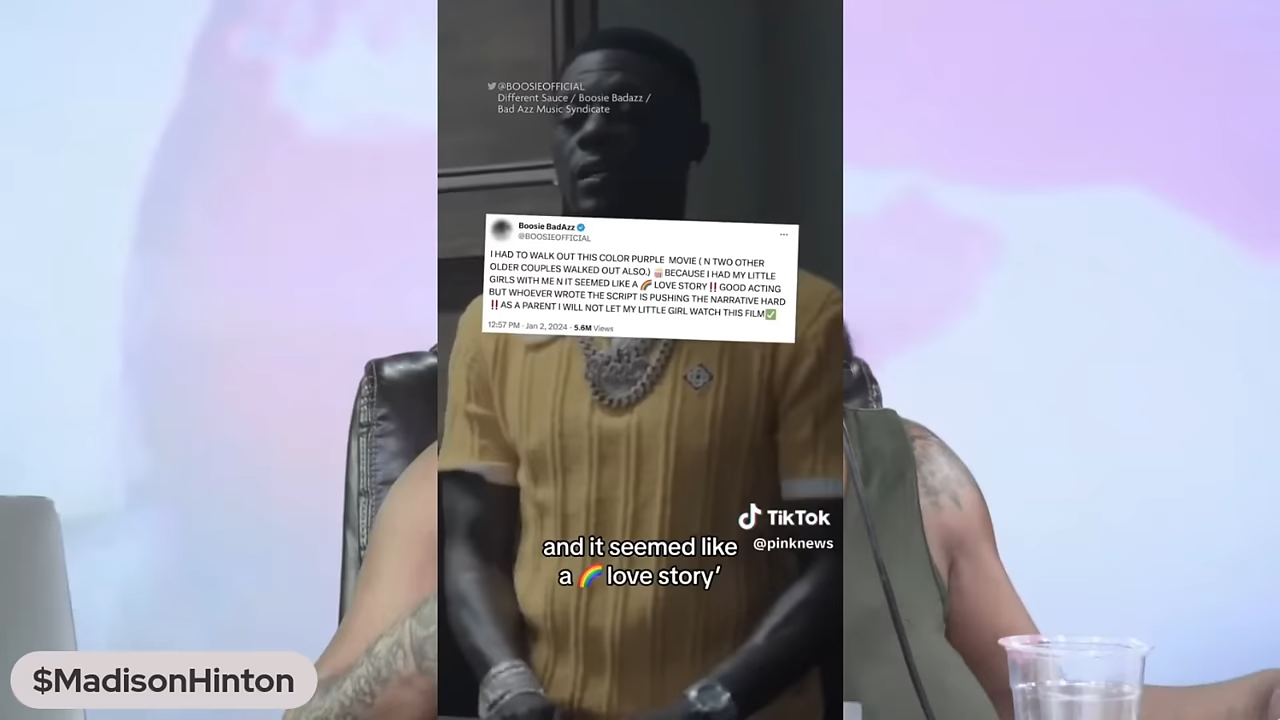 @BOOSIEOFFICIAL
Different Sauce / Boosie Badazz /
Bad Azz Music Syndicate
Boosie BadAzz
@BOOSIEOFFICIAL
I HAD TO WALK OUT THIS COLOR PURPLE MOVIE ( N TWO OTHER
OLDER COUPLES WALKED OUT ALSO.) 🍿BECAUSE I HAD MY LITTLE
GIRLS WITH ME N IT SEEMED LIKE A 🌈 LOVE STORY‼️GOOD ACTING
BUT WHOEVER WROTE THE SCRIPT IS PUSHING THE NARRATIVE HARD
‼️AS A PARENT I WILL NOT LET MY LITTLE GIRL WATCH THIS FILM✅
12:57 PM · Jan 2, 2024 · 5.6M Views
TikTok
@pinknews
and it seemed like
a 🌈 love story’
$MadisonHinton